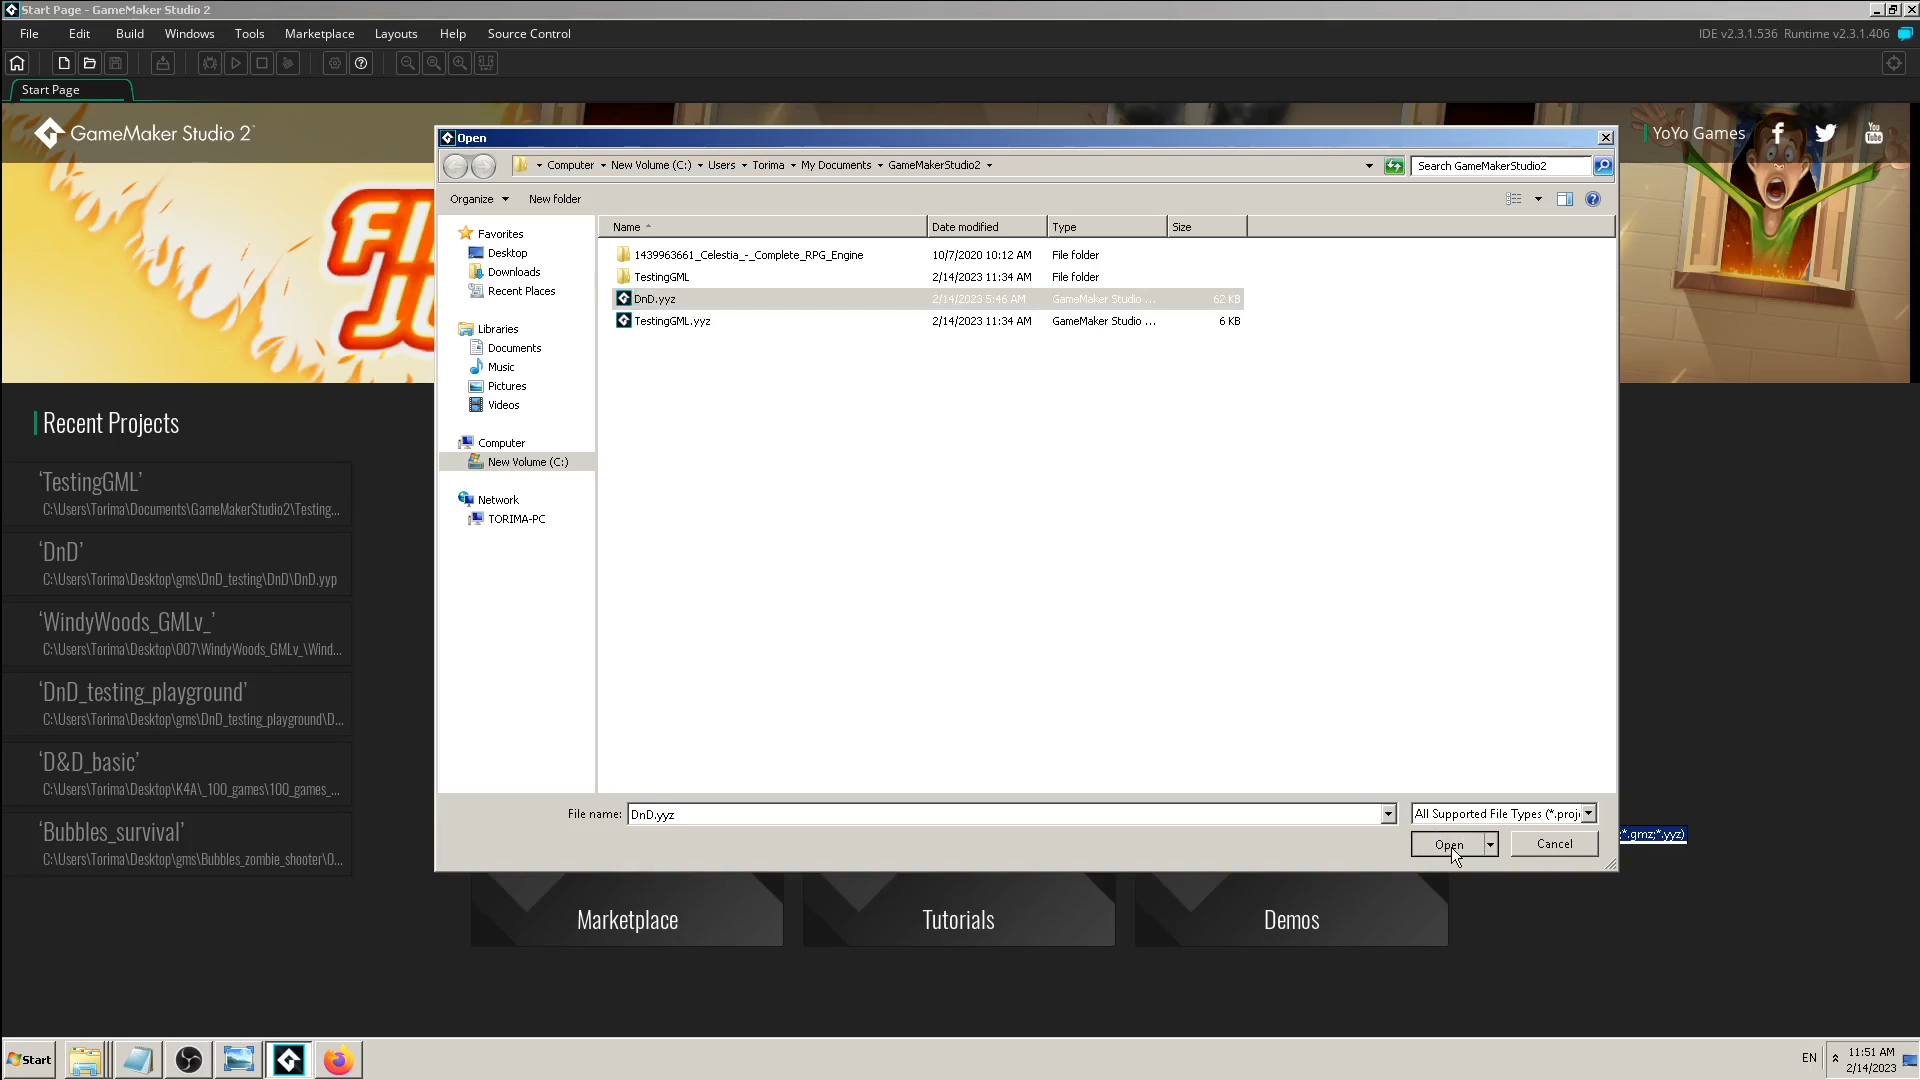 Start Page - GameMaker Studio 2
File Edit Build Windows Tools Marketplace Layouts Help Source Control
IDE v2.3.1.536 Runtime v2.3.1.406
Start Page
GameMaker Studio 2
YoYo Games
You Tube
Open
Computer New Volume (C:) Users Torima My Documents GameMakerStudio2
Search GameMakerStudio2
Organize New folder
Name Date modified Type Size
Favorites
Desktop
Downloads
Recent Places
Libraries
Documents
Music
Pictures
Videos
Computer
New Volume (C:)
Network
TORIMA-PC
1439963661_Celestia_-_Complete_RPG_Engine 10/7/2020 10:12 AM File folder
TestingGML 2/14/2023 11:34 AM File folder
DnD.yyz 2/14/2023 5:46 AM GameMaker Studio ... 62 KB
TestingGML.yyz 2/14/2023 11:34 AM GameMaker Studio ... 6 KB
File name: DnD.yyz
All Supported File Types (*.proj
;*.gmz;*.yyz)
Open Cancel
Recent Projects
‘TestingGML’
C:\Users\Torima\Documents\GameMakerStudio2\Testing...
‘DnD’
C:\Users\Torima\Desktop\gms\DnD_testing\DnD\DnD.yyp
‘WindyWoods_GMLv_’
C:\Users\Torima\Desktop\007\WindyWoods_GMLv_\Wind...
‘DnD_testing_playground’
C:\Users\Torima\Desktop\gms\DnD_testing_playground\D...
‘D&D_basic’
C:\Users\Torima\Desktop\K4A\_100_games\100_games_...
‘Bubbles_survival’
C:\Users\Torima\Desktop\gms\Bubbles_zombie_shooter\0...
Marketplace
Tutorials
Demos
Start
EN
11:51 AM
2/14/2023